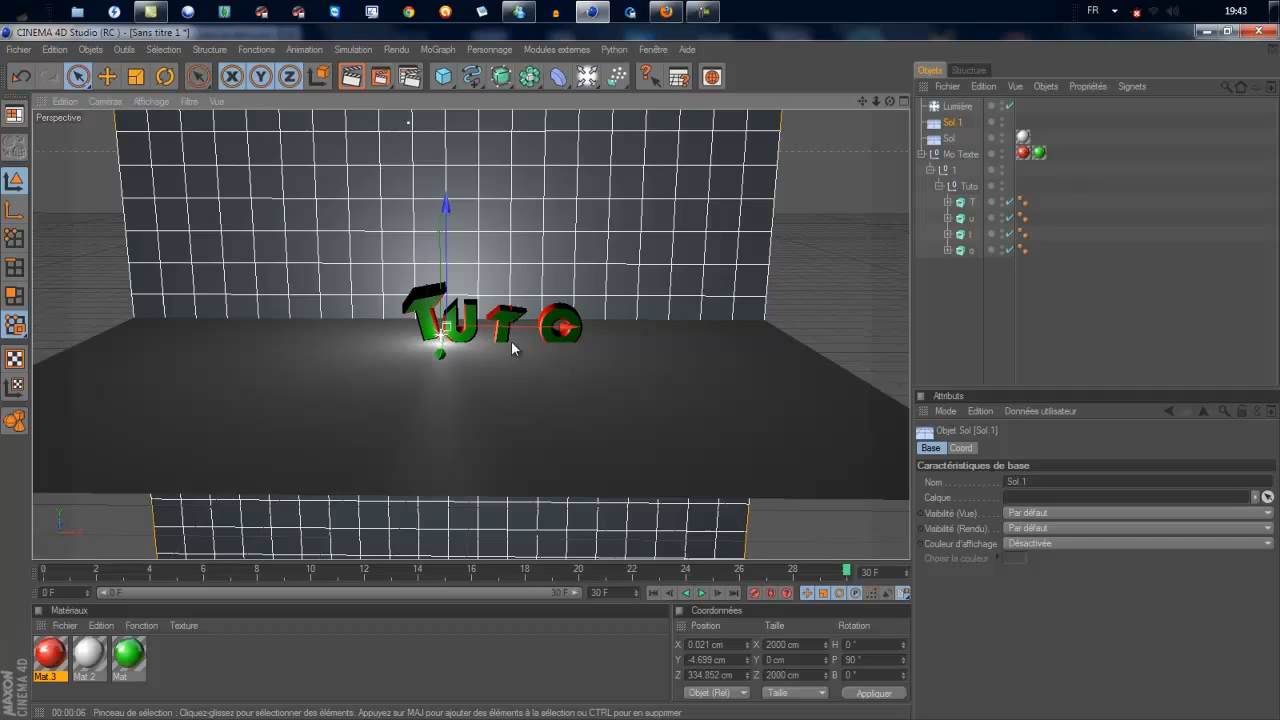 FR
19:43
CINEMA 4D Studio (RC ) - [Sans titre 1 *]
Fichier Edition Objets Outils Sélection Structure Fonctions Animation Simulation Rendu MoGraph Personnage Modules externes Python Fenêtre Aide
X Y Z
Objets Structure
Fichier Edition Vue Objets Propriétés Signets
Edition Caméras Affichage Filtre Vue
Perspective
Lumière
Sol 1
Sol
Mo Texte
1
Tuto
T
u
t
o
TUTO
Attributs
Mode Edition Données utilisateur
Objet Sol [Sol.1]
Base Coord
Caractéristiques de base
Nom Sol.1
Calque
Visibilité (Vue) Par défaut
Visibilité (Rendu) Par défaut
Couleur d'affichage Désactivée
Choisir la couleur
0 2 4 6 8 10 12 14 16 18 20 22 24 26 28 30 F
0 F 0 F 30 F 30 F
Matériaux
Fichier Edition Fonction Texture
Mat.3 Mat 2 Mat
Coordonnées
Position Taille Rotation
X 0.021 cm X 2000 cm H 0 °
Y -4.699 cm Y 0 cm P 90 °
Z 334.852 cm Z 2000 cm B 0 °
Objet (Rel) Taille Appliquer
MAXON
CINEMA 4D
00:00:06 Pinceau de sélection : Cliquez-glissez pour sélectionner des éléments. Appuyez sur MAJ pour ajouter des éléments à la sélection ou CTRL pour en supprimer